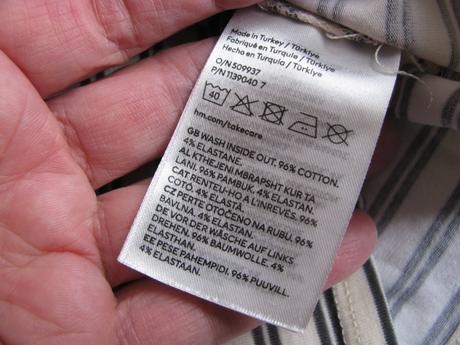 Made in Turkey / Türkiye
Fabriqué en Turquie / Türkiye
Hecho en Turquía / Türkiye
O/N 509937
P/N 1139040 7
40
hm.com/takecare
GB WASH INSIDE OUT. 96% COTTON.
4% ELASTANE.
AL KTHEJENI MBRAPSHT KUR TA
LANI. 96% PAMBUK. 4% ELASTAN.
CAT RENTEU-HO A L'INREVÉS. 96%
COTÓ. 4% ELASTÀ
CZ PERTE OTOČENO NA RUBU. 96%
BAVLNA. 4% ELASTAN.
DE VOR DER WÄSCHE AUF LINKS
DREHEN. 96% BAUMWOLLE. 4%
ELASTHAN.
EE PESE PAHEMPIDI. 96% PUUVILL.
4% ELASTAAN.